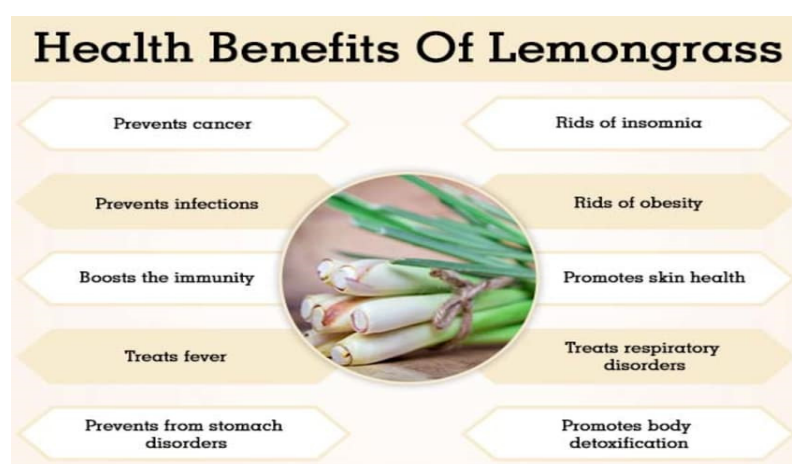 Health Benefits Of Lemongrass
Prevents cancer
Rids of insomnia
Prevents infections
Rids of obesity
Boosts the immunity
Promotes skin health
Treats fever
Treats respiratory
disorders
Prevents from stomach
disorders
Promotes body
detoxification